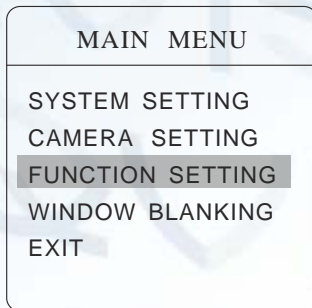 MAIN MENU
SYSTEM SETTING
CAMERA SETTING
FUNCTION SETTING
WINDOW BLANKING
EXIT